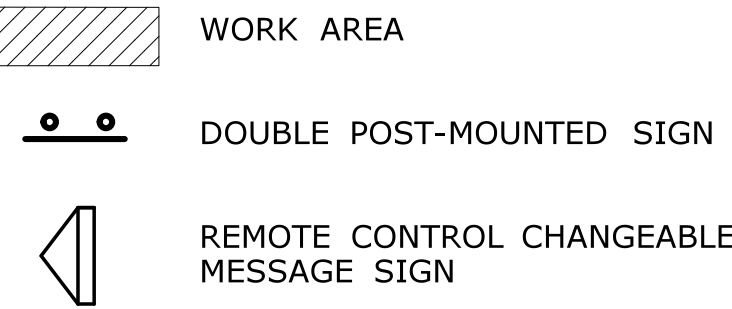 WORK AREA
DOUBLE POST-MOUNTED SIGN
REMOTE CONTROL CHANGEABLE
MESSAGE SIGN